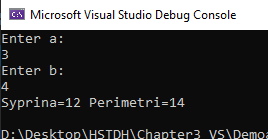 Microsoft Visual Studio Debug Console
Enter a:
3
Enter b:
4
Syprina=12 Perimetri=14
D:\Desktop\HSTDH\Chapter3_VS\Demo